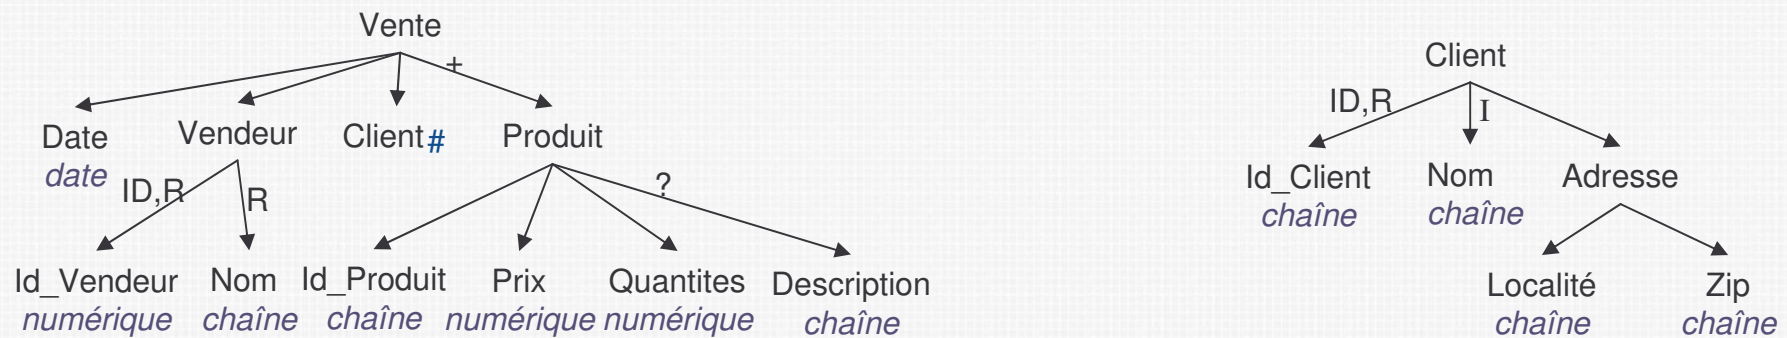 Vente
+
Date Vendeur Client# Produit
date
ID,R R ?
Id_Vendeur Nom Id_Produit Prix Quantites Description
numérique chaîne chaîne numérique numérique chaîne
Client
ID,R I
Id_Client Nom Adresse
chaîne chaîne
Localité Zip
chaîne chaîne